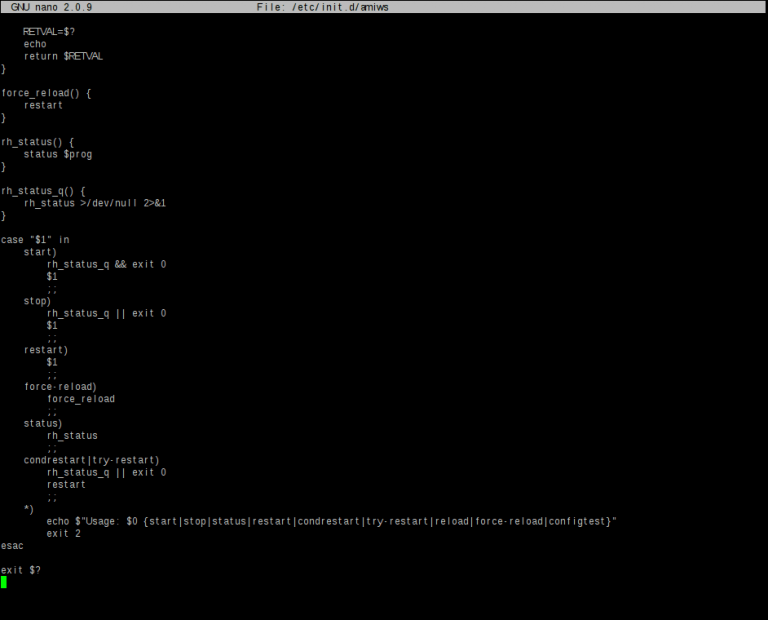 GNU nano 2.0.9 File: /etc/init.d/amiws
RETVAL=$?
echo
return $RETVAL
}
force_reload() {
restart
}
rh_status() {
status $prog
}
rh_status_q() {
rh_status >/dev/null 2>&1
}
case "$1" in
start)
rh_status_q && exit 0
$1
;;
stop)
rh_status_q || exit 0
$1
;;
restart)
$1
;;
force-reload)
force_reload
;;
status)
rh_status
;;
condrestart|try-restart)
rh_status_q || exit 0
restart
;;
*)
echo $"Usage: $0 {start|stop|status|restart|condrestart|try-restart|reload|force-reload|configtest}"
exit 2
esac
exit $?